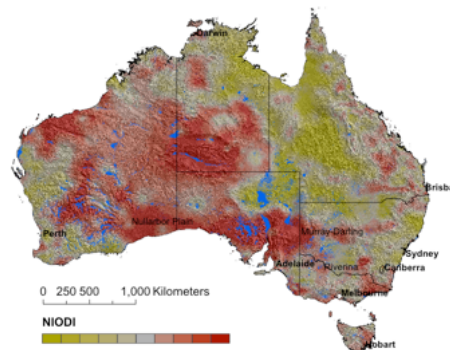 Darwin
Brisb
Nullarbor Plain
Perth
Murray-Darling
Sydney
Adelaide
Riverina
Canberra
Melbourne
0 250 500 1,000 Kilometers
NIODI
Hobart